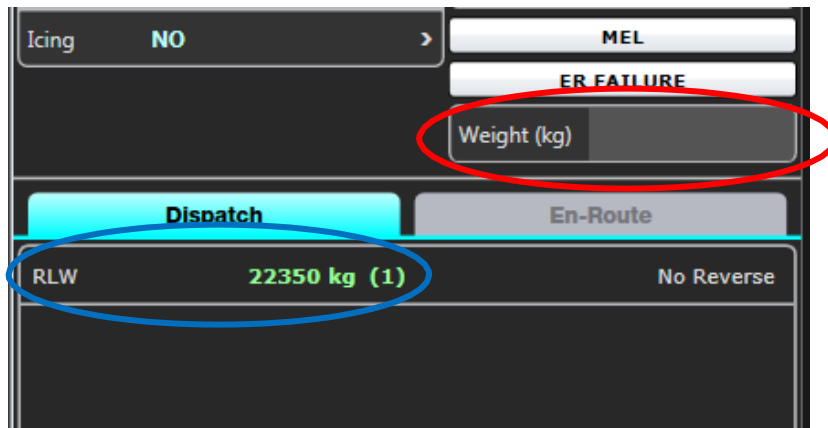 Icing NO >
MEL
ER FAILURE
Weight (kg)
Dispatch En-Route
RLW 22350 kg (1) No Reverse